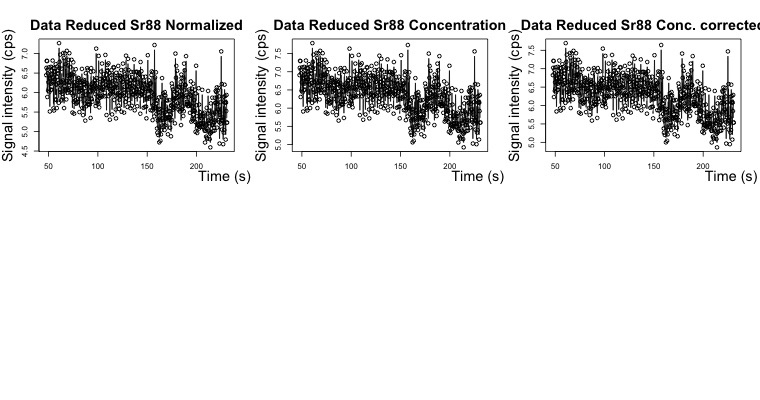 Data Reduced Sr88 Normalized
Signal intensity (cps)
7.0
6.5
6.0
5.5
5.0
4.5
50 100 150 200
Time (s)
Data Reduced Sr88 Concentration
Signal intensity (cps)
7.5
7.0
6.5
6.0
5.5
5.0
50 100 150 200
Time (s)
Data Reduced Sr88 Conc. corrected
Signal intensity (cps)
7.5
7.0
6.5
6.0
5.5
5.0
50 100 150 200
Time (s)